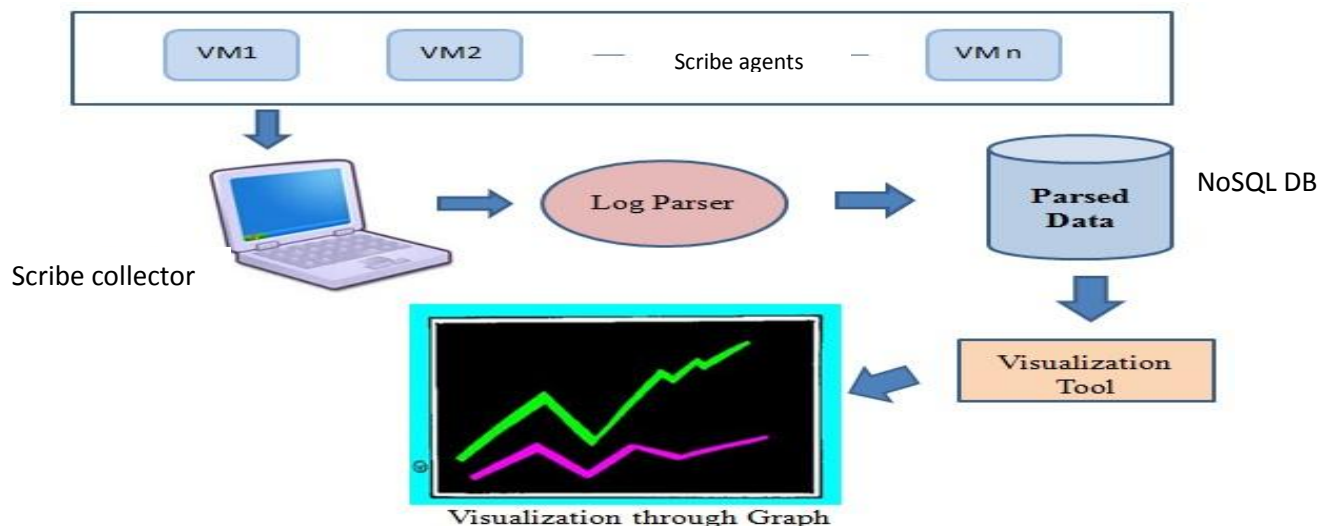 VM1
VM2
Scribe agents
VM n
Log Parser
Parsed
Data
NoSQL DB
Scribe collector
Visualization
Tool
Visualization through Graph